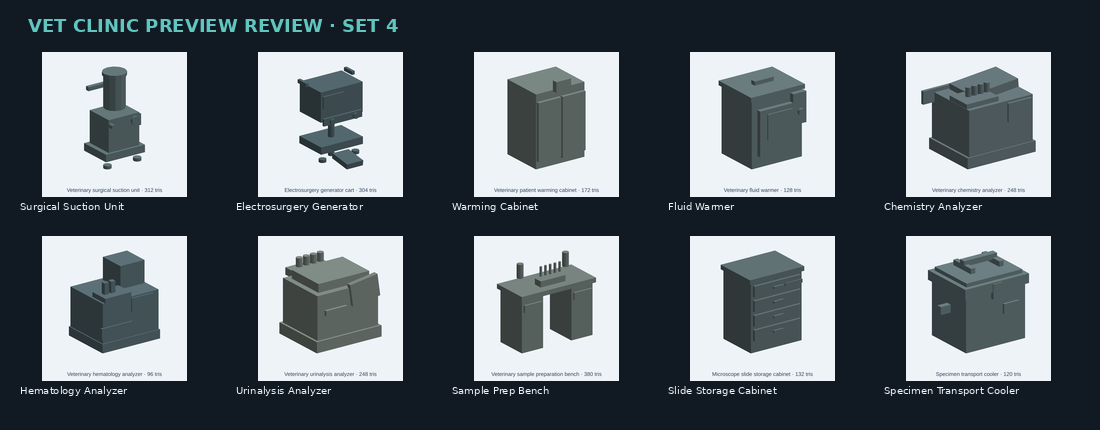 VET CLINIC PREVIEW REVIEW · SET 4
Veterinary surgical suction unit · 312 tris
Electrosurgery generator cart · 304 tris
Veterinary patient warming cabinet · 172 tris
Veterinary fluid warmer · 128 tris
Veterinary chemistry analyzer · 248 tris
Surgical Suction Unit
Electrosurgery Generator
Warming Cabinet
Fluid Warmer
Chemistry Analyzer
Veterinary hematology analyzer · 96 tris
Veterinary urinalysis analyzer · 248 tris
Veterinary sample preparation bench · 380 tris
Microscope slide storage cabinet · 132 tris
Specimen transport cooler · 120 tris
Hematology Analyzer
Urinalysis Analyzer
Sample Prep Bench
Slide Storage Cabinet
Specimen Transport Cooler